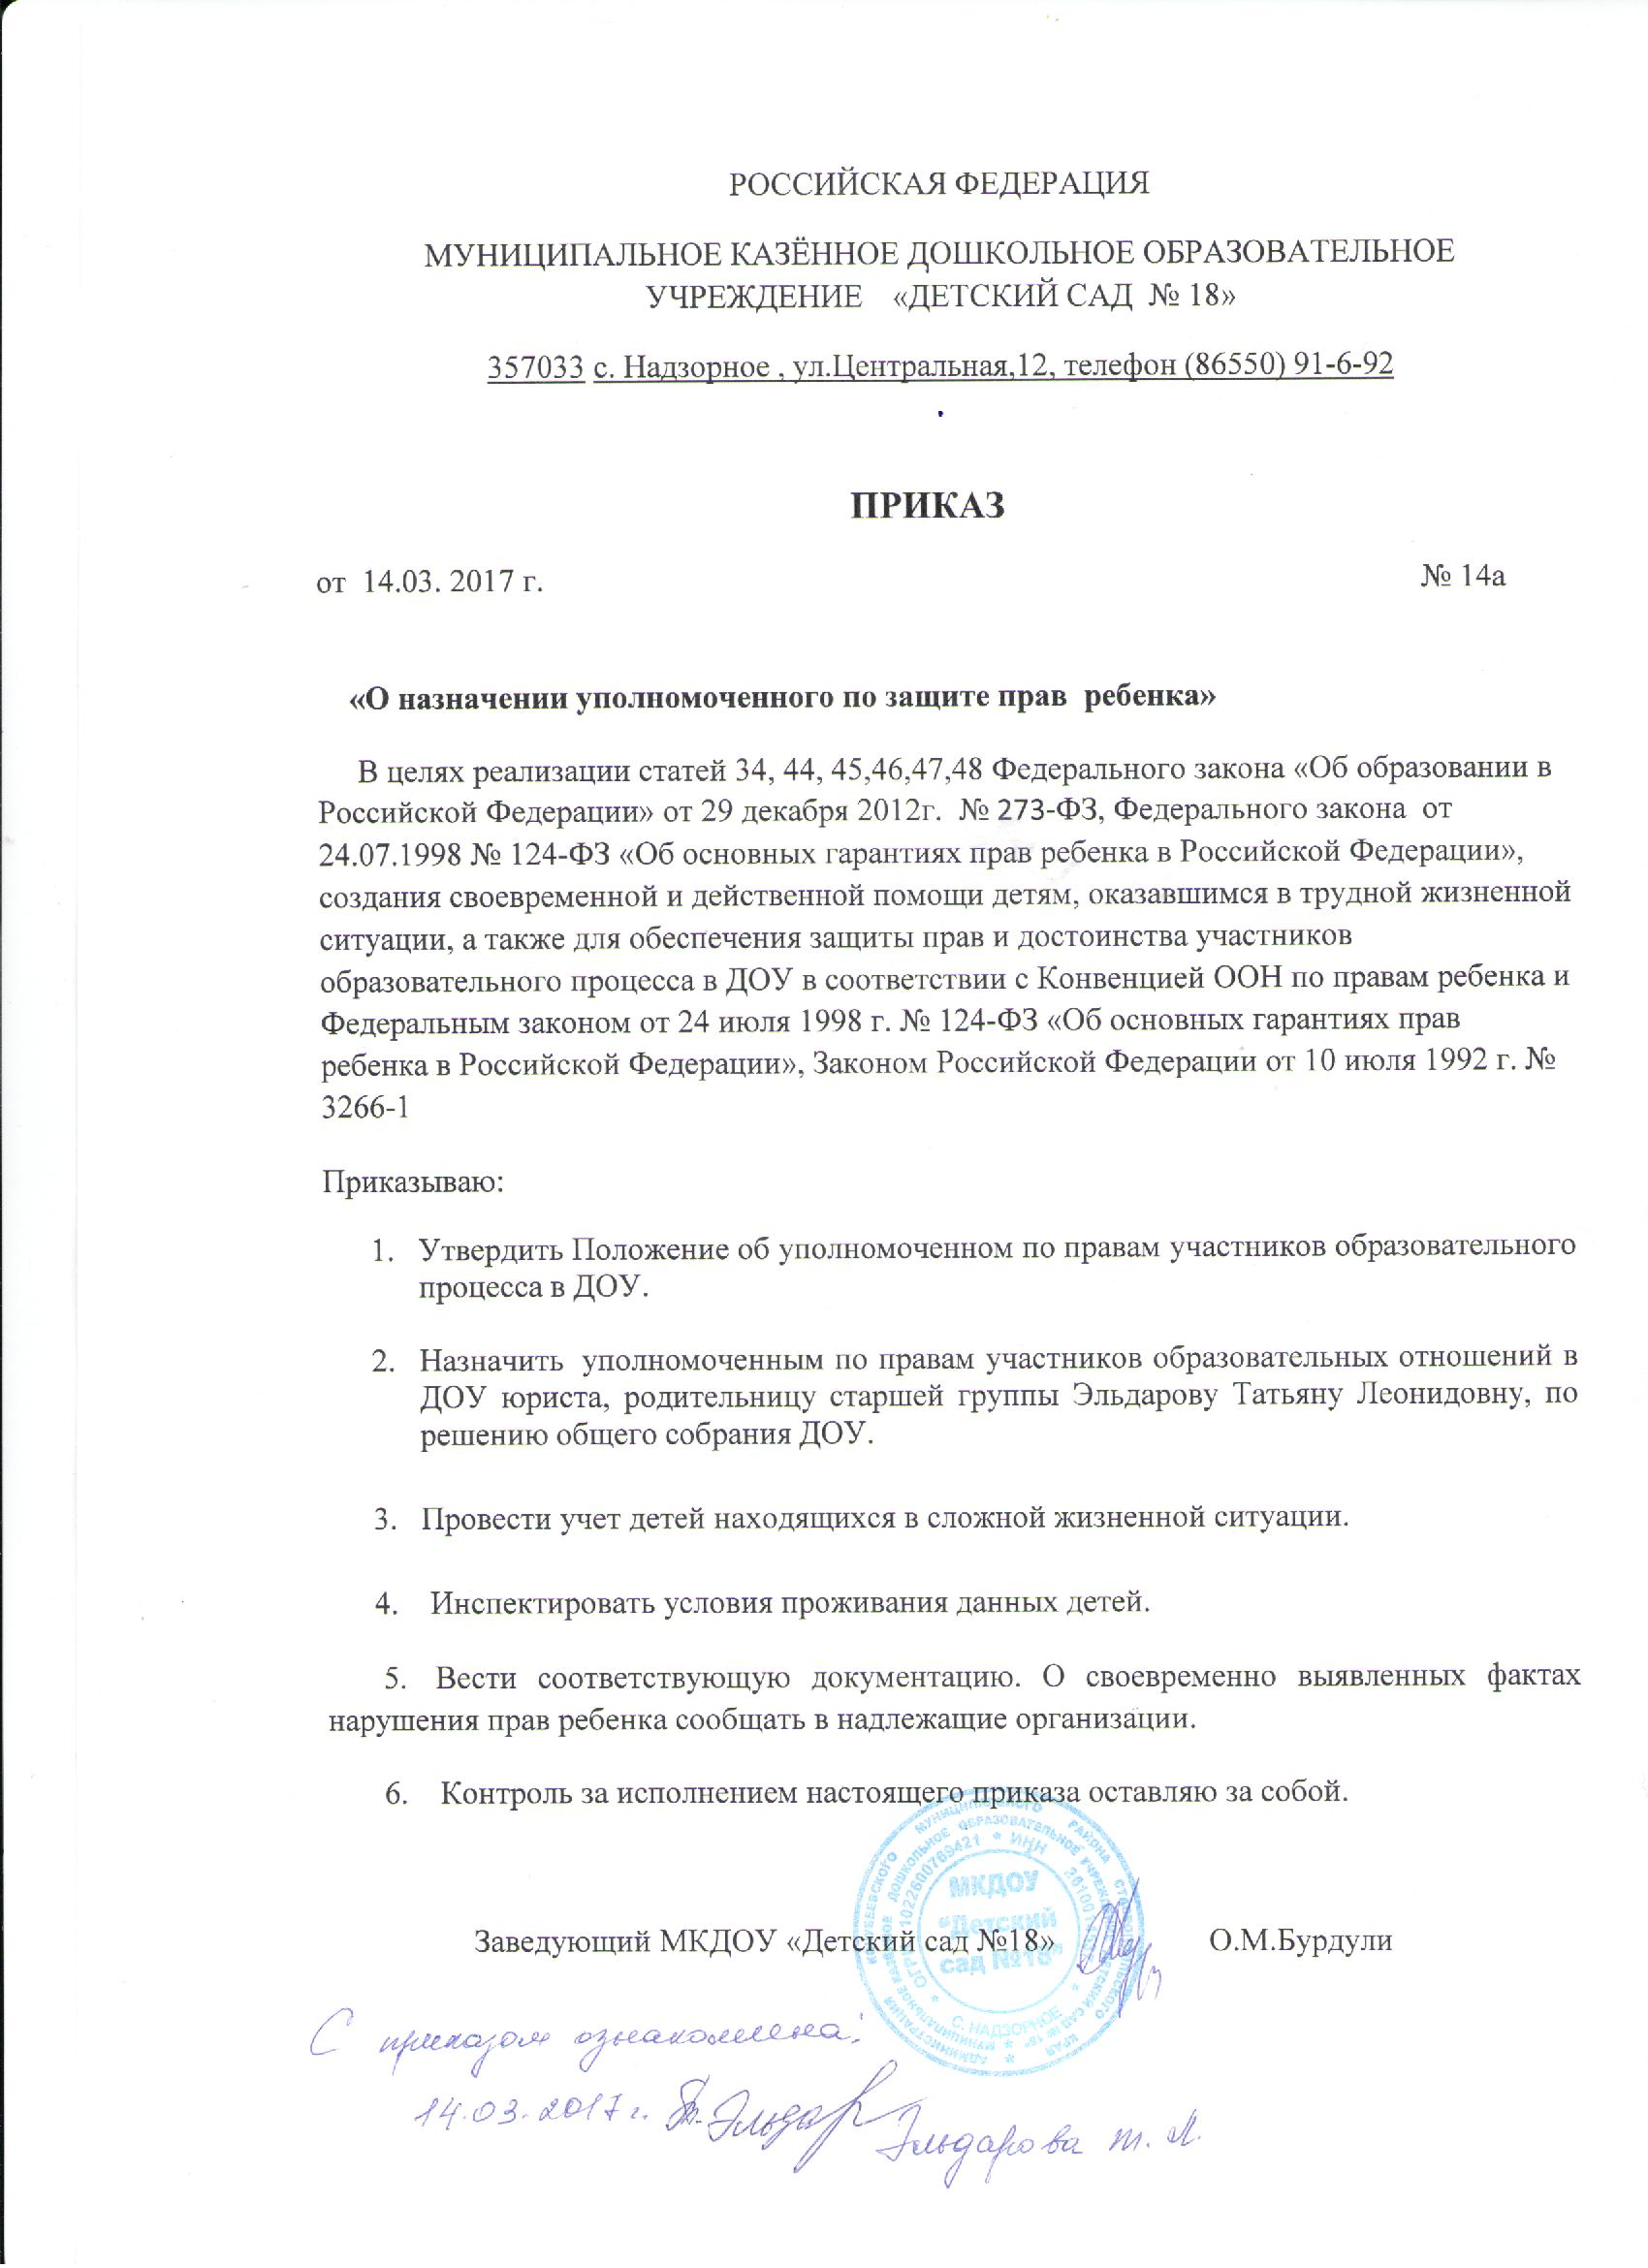 РОССИЙСКАЯ ФЕДЕРАЦИЯ
МУНИЦИПАЛЬНОЕ КАЗЁННОЕ ДОШКОЛЬНОЕ ОБРАЗОВАТЕЛЬНОЕ
УЧРЕЖДЕНИЕ «ДЕТСКИЙ САД № 18»
357033 с. Надзорное , ул.Центральная,12, телефон (86550) 91-6-92
ПРИКАЗ
от 14.03. 2017 г. № 14а
«О назначении уполномоченного по защите прав ребенка»
В целях реализации статей 34, 44, 45,46,47,48 Федерального закона «Об образовании в
Российской Федерации» от 29 декабря 2012г. № 273-ФЗ, Федерального закона от
24.07.1998 № 124-ФЗ «Об основных гарантиях прав ребенка в Российской Федерации»,
создания своевременной и действенной помощи детям, оказавшимся в трудной жизненной
ситуации, а также для обеспечения защиты прав и достоинства участников
образовательного процесса в ДОУ в соответствии с Конвенцией ООН по правам ребенка и
Федеральным законом от 24 июля 1998 г. № 124-ФЗ «Об основных гарантиях прав
ребенка в Российской Федерации», Законом Российской Федерации от 10 июля 1992 г. №
3266-1
Приказываю:
1. Утвердить Положение об уполномоченном по правам участников образовательного
процесса в ДОУ.
2. Назначить уполномоченным по правам участников образовательных отношений в
ДОУ юриста, родительницу старшей группы Эльдарову Татьяну Леонидовну, по
решению общего собрания ДОУ.
3. Провести учет детей находящихся в сложной жизненной ситуации.
4. Инспектировать условия проживания данных детей.
5. Вести соответствующую документацию. О своевременно выявленных фактах
нарушения прав ребенка сообщать в надлежащие организации.
6. Контроль за исполнением настоящего приказа оставляю за собой.
МКДОУ
"Детский
сад №18"
С. НАДЗОРНОЕ
ОГРН 1022600769421 * ИНН
Заведующий МКДОУ «Детский сад №18» О.М.Бурдули
С приказом ознакомлена:
14.03.2017 г. Т. Эльдар Эльдарова Т. Л.